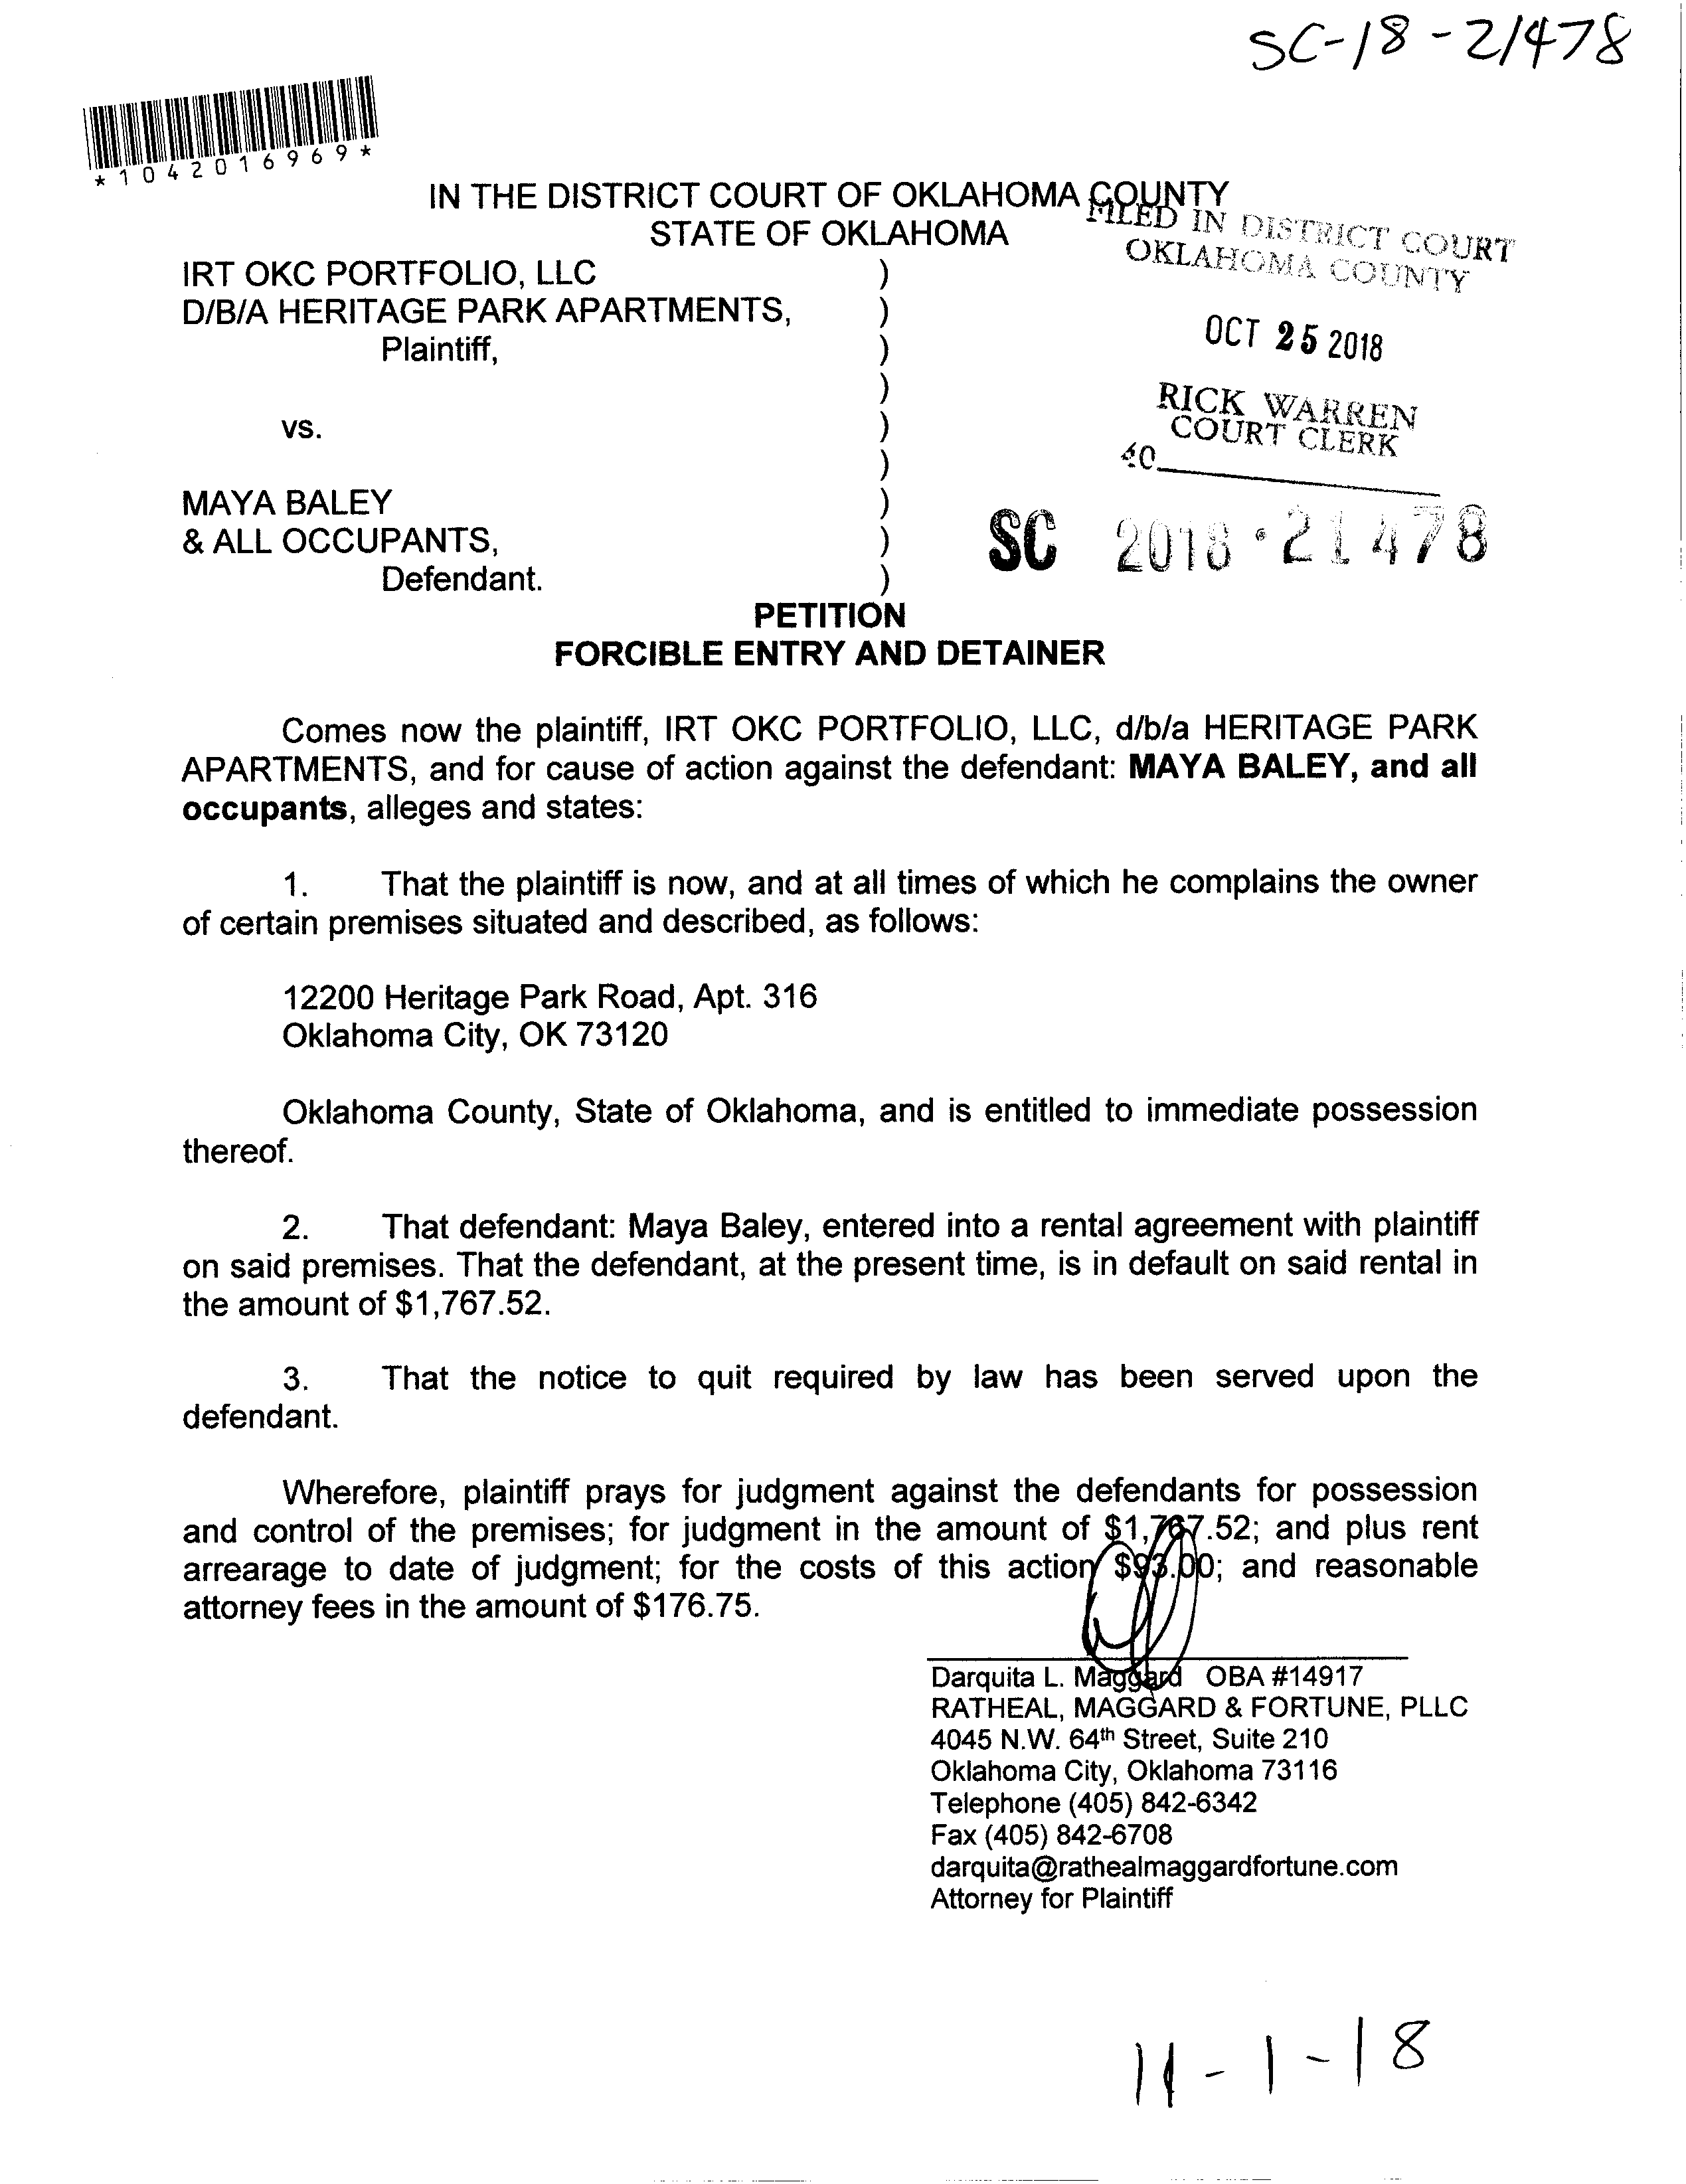 SC-18-21478
*1042016969*
IN THE DISTRICT COURT OF OKLAHOMA COUNTY
STATE OF OKLAHOMA
FILED IN DISTRICT COURT
OKLAHOMA COUNTY
IRT OKC PORTFOLIO, LLC )
D/B/A HERITAGE PARK APARTMENTS, )
Plaintiff, )
OCT 25 2018
)
RICK WARREN
COURT CLERK
vs. )
40
)
MAYA BALEY )
& ALL OCCUPANTS, )
SC 2018-21478
Defendant. )
PETITION
FORCIBLE ENTRY AND DETAINER
Comes now the plaintiff, IRT OKC PORTFOLIO, LLC, d/b/a HERITAGE PARK
APARTMENTS, and for cause of action against the defendant: MAYA BALEY, and all
occupants, alleges and states:
1. That the plaintiff is now, and at all times of which he complains the owner
of certain premises situated and described, as follows:
12200 Heritage Park Road, Apt. 316
Oklahoma City, OK 73120
Oklahoma County, State of Oklahoma, and is entitled to immediate possession
thereof.
2. That defendant: Maya Baley, entered into a rental agreement with plaintiff
on said premises. That the defendant, at the present time, is in default on said rental in
the amount of $1,767.52.
3. That the notice to quit required by law has been served upon the
defendant.
Wherefore, plaintiff prays for judgment against the defendants for possession
and control of the premises; for judgment in the amount of $1,767.52; and plus rent
arrearage to date of judgment; for the costs of this action $93.00; and reasonable
attorney fees in the amount of $176.75.
Darquita L. Maggard OBA #14917
RATHEAL, MAGGARD & FORTUNE, PLLC
4045 N.W. 64th Street, Suite 210
Oklahoma City, Oklahoma 73116
Telephone (405) 842-6342
Fax (405) 842-6708
darquita@rathealmaggardfortune.com
Attorney for Plaintiff
11-1-18